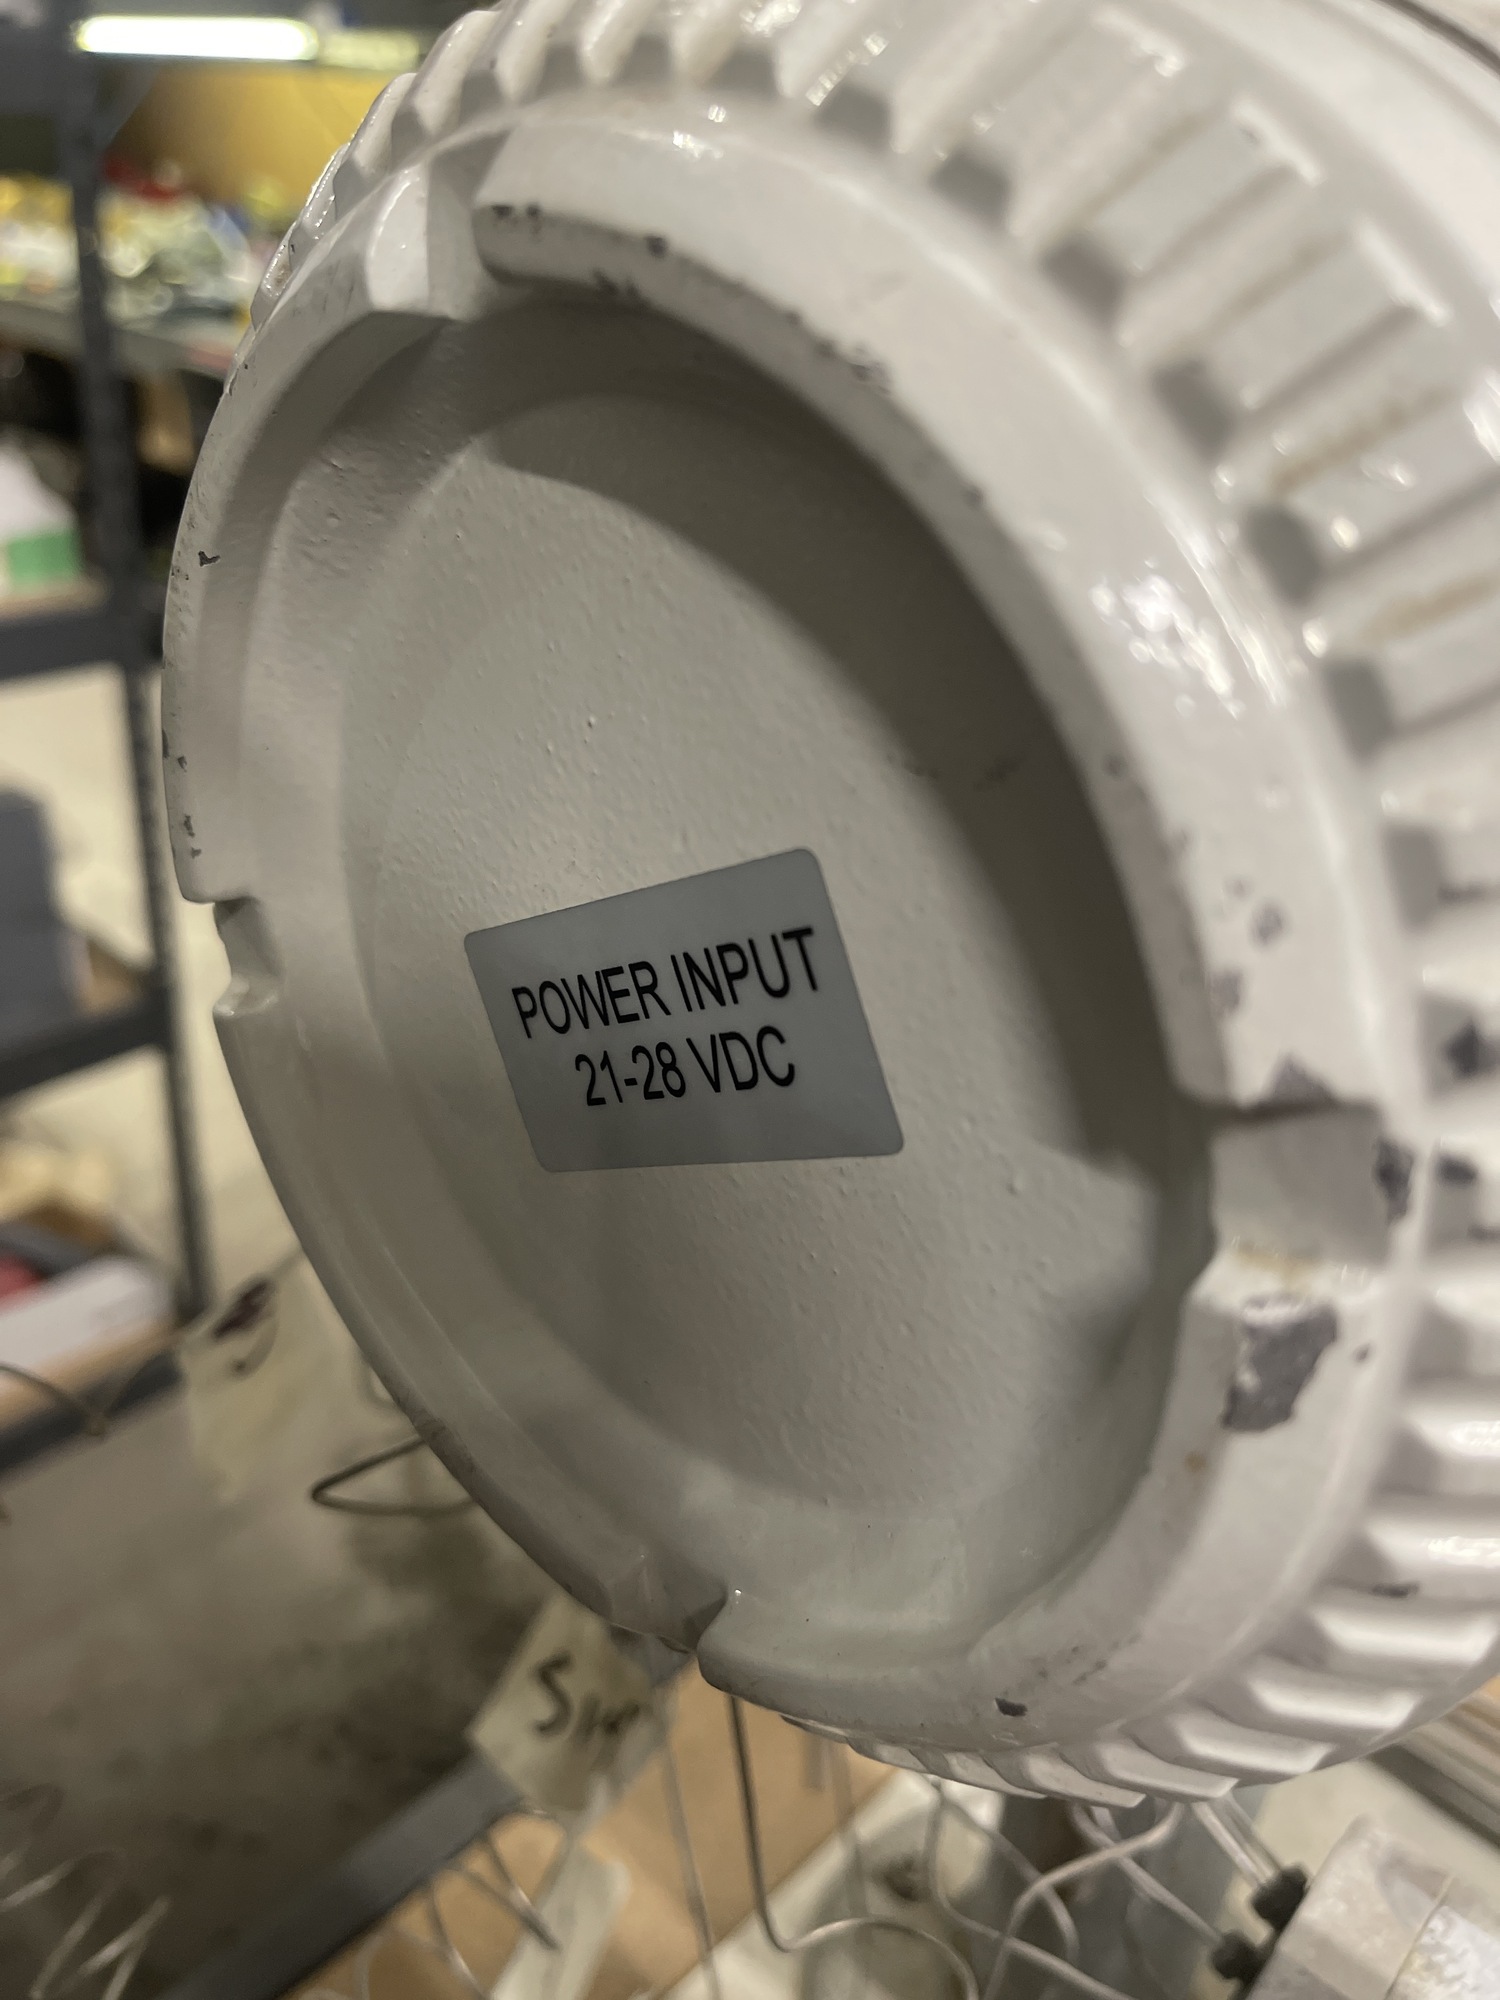 POWER INPUT
21-28 VDC